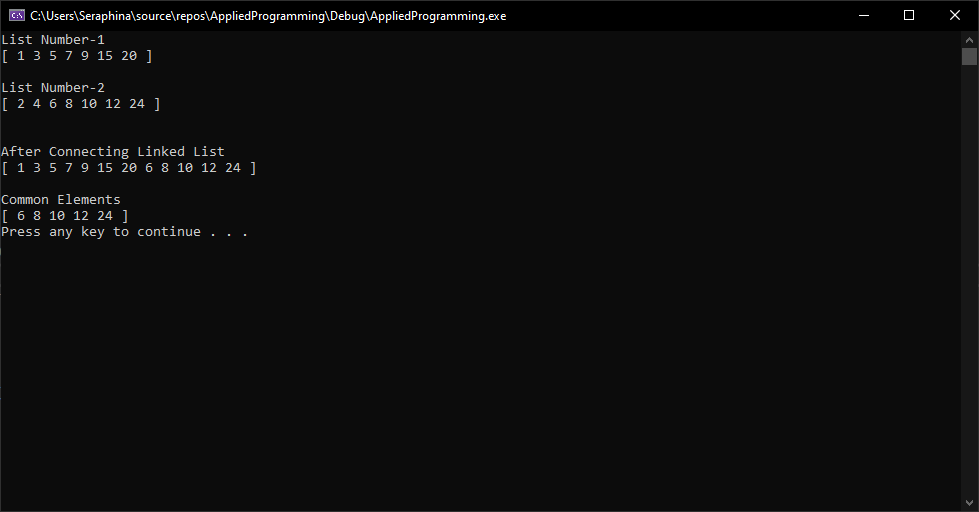 C:\Users\Seraphina\source\repos\AppliedProgramming\Debug\AppliedProgramming.exe
List Number-1
[ 1 3 5 7 9 15 20 ]
List Number-2
[ 2 4 6 8 10 12 24 ]
After Connecting Linked List
[ 1 3 5 7 9 15 20 6 8 10 12 24 ]
Common Elements
[ 6 8 10 12 24 ]
Press any key to continue . . .